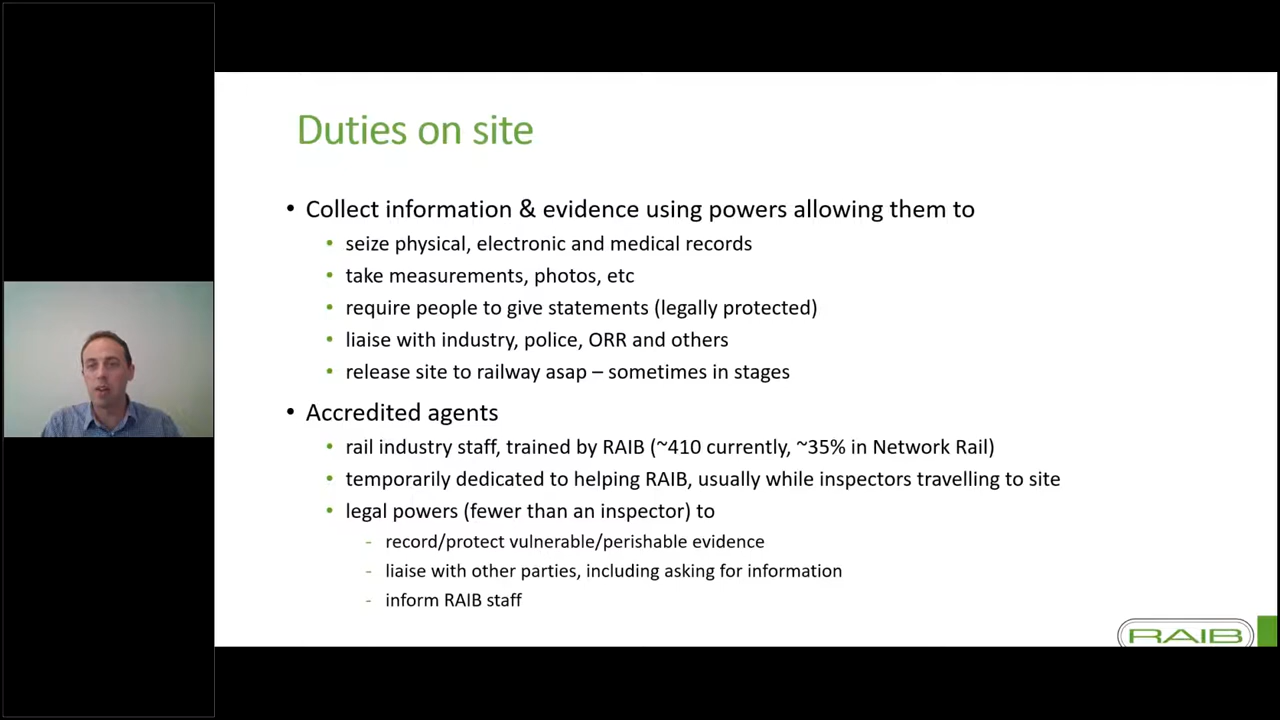 Duties on site
• Collect information & evidence using powers allowing them to
• seize physical, electronic and medical records
• take measurements, photos, etc
• require people to give statements (legally protected)
• liaise with industry, police, ORR and others
• release site to railway asap – sometimes in stages
• Accredited agents
• rail industry staff, trained by RAIB (~410 currently, ~35% in Network Rail)
• temporarily dedicated to helping RAIB, usually while inspectors travelling to site
• legal powers (fewer than an inspector) to
- record/protect vulnerable/perishable evidence
- liaise with other parties, including asking for information
- inform RAIB staff
RAIB